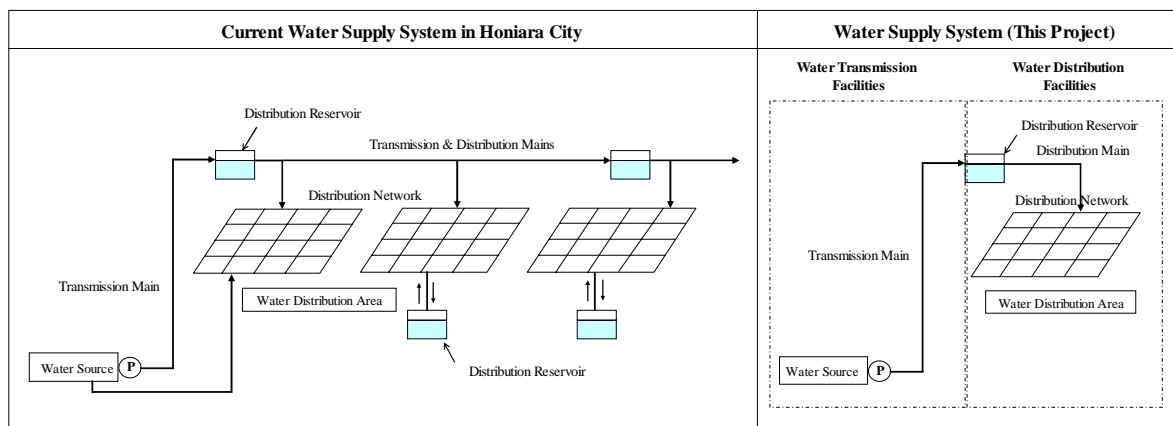 Current Water Supply System in Honiara City
Distribution Reservoir
Transmission & Distribution Mains
Distribution Network
Transmission Main
Water Distribution Area
Water Source
P
Distribution Reservoir
Water Supply System (This Project)
Water Transmission
Facilities
Water Distribution
Facilities
Distribution Reservoir
Distribution Main
Distribution Network
Transmission Main
Water Distribution Area
Water Source
P